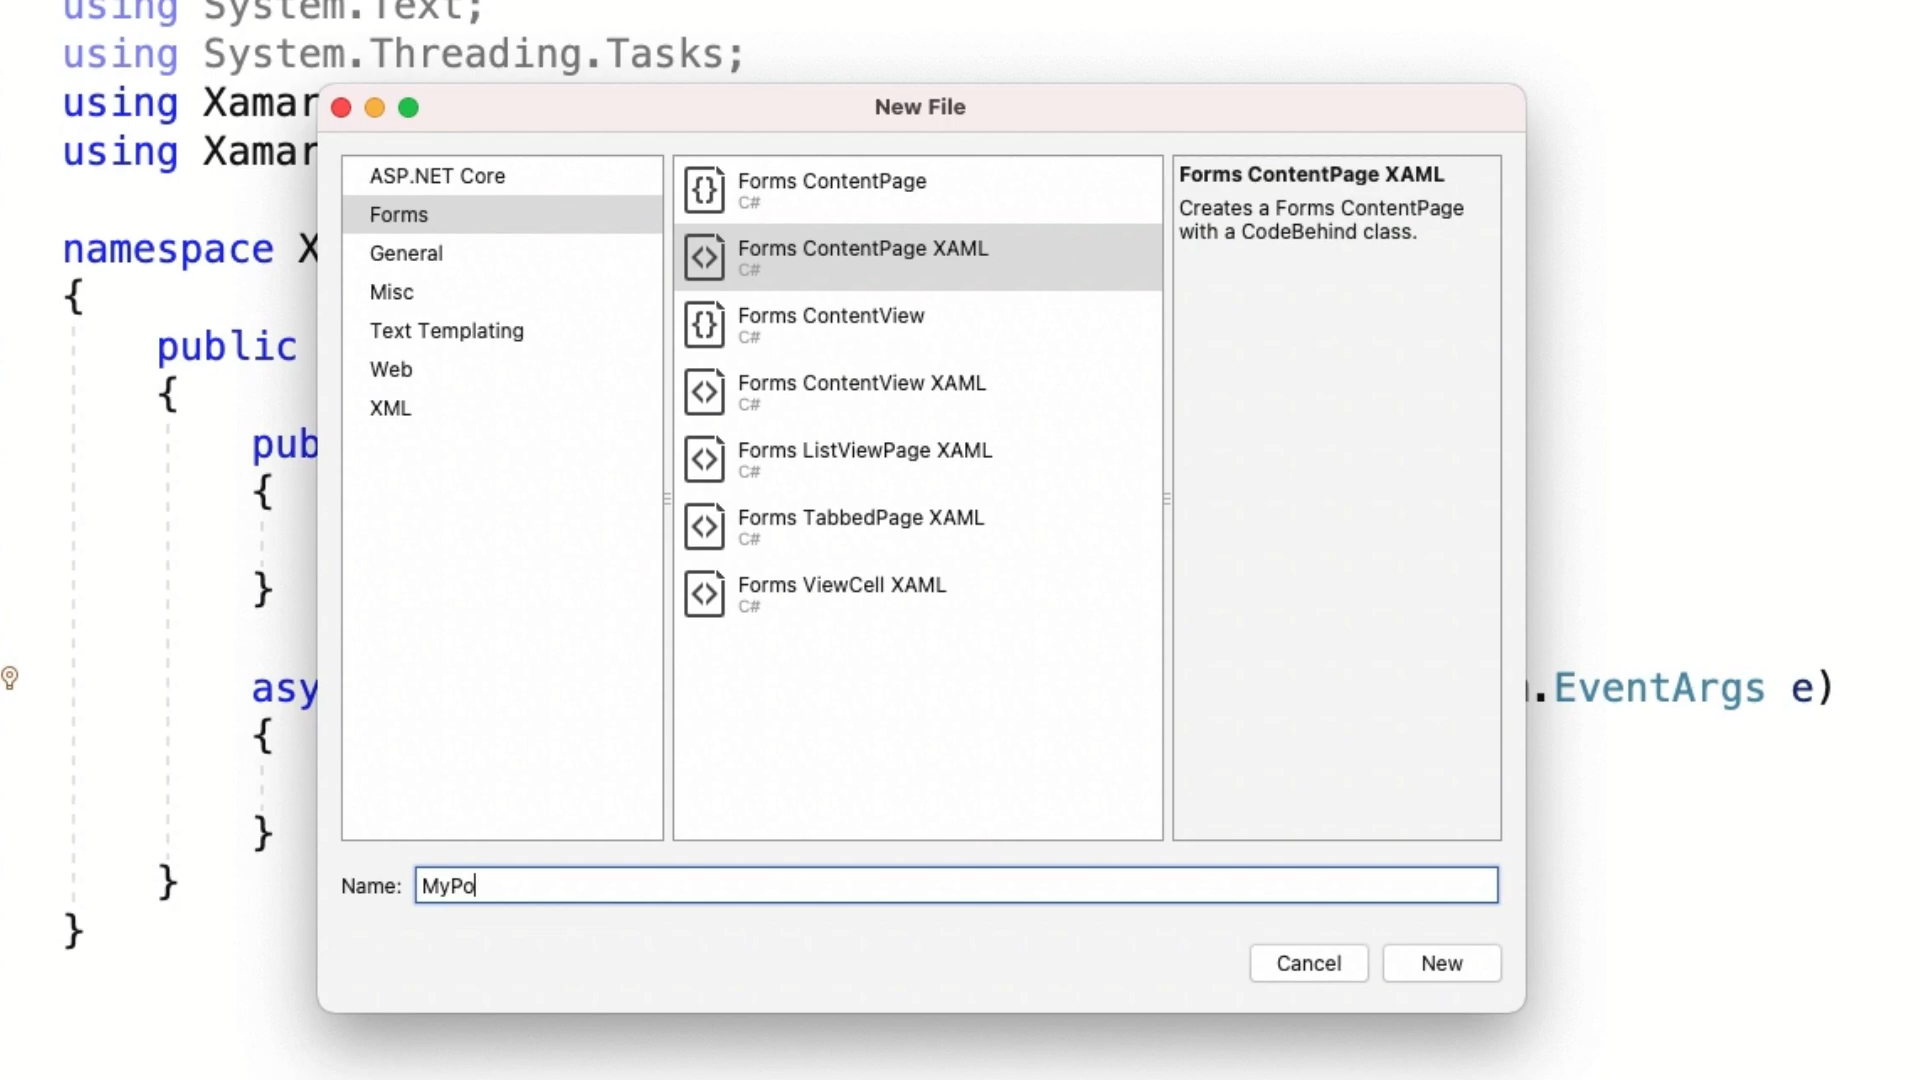 using System.Text;
using System.Threading.Tasks;
using Xamar
using Xamar
namespace X
{
public
{
pub
{
}
asy
.EventArgs e)
{
}
}
}
New File
ASP.NET Core
Forms
General
Misc
Text Templating
Web
XML
Forms ContentPage
C#
Forms ContentPage XAML
C#
Forms ContentView
C#
Forms ContentView XAML
C#
Forms ListViewPage XAML
C#
Forms TabbedPage XAML
C#
Forms ViewCell XAML
C#
Forms ContentPage XAML
Creates a Forms ContentPage
with a CodeBehind class.
Name: MyPo
Cancel
New